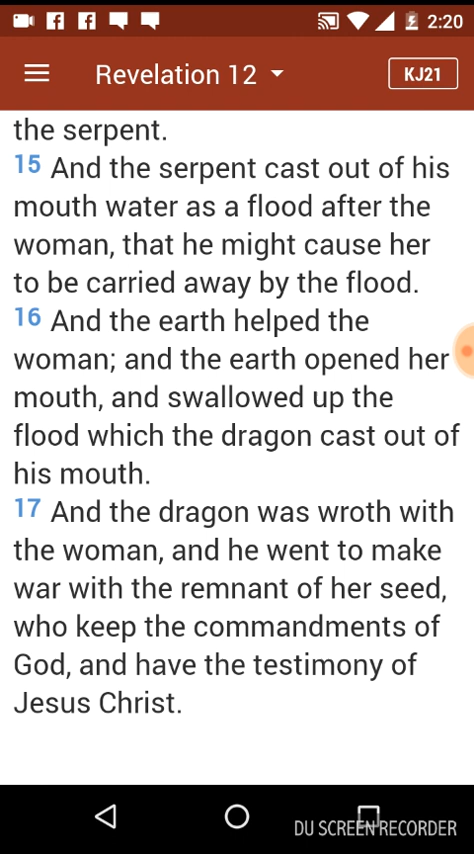 2:20
Revelation 12
KJ21
the serpent.
15 And the serpent cast out of his
mouth water as a flood after the
woman, that he might cause her
to be carried away by the flood.
16 And the earth helped the
woman; and the earth opened her
mouth, and swallowed up the
flood which the dragon cast out of
his mouth.
17 And the dragon was wroth with
the woman, and he went to make
war with the remnant of her seed,
who keep the commandments of
God, and have the testimony of
Jesus Christ.
DU SCREEN RECORDER